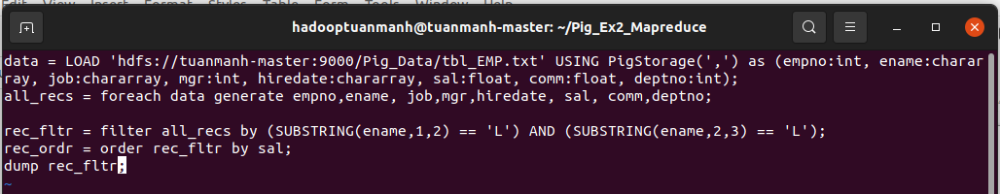 Edit View Insert Format Styles Table Form Tools Window Help
hadooptuanmanh@tuanmanh-master: ~/Pig_Ex2_Mapreduce
data = LOAD 'hdfs://tuanmanh-master:9000/Pig_Data/tbl_EMP.txt' USING PigStorage(',') as (empno:int, ename:charar
ray, job:chararray, mgr:int, hiredate:chararray, sal:float, comm:float, deptno:int);
all_recs = foreach data generate empno,ename, job,mgr,hiredate, sal, comm,deptno;
rec_fltr = filter all_recs by (SUBSTRING(ename,1,2) == 'L') AND (SUBSTRING(ename,2,3) == 'L');
rec_ordr = order rec_fltr by sal;
dump rec_fltr;
~